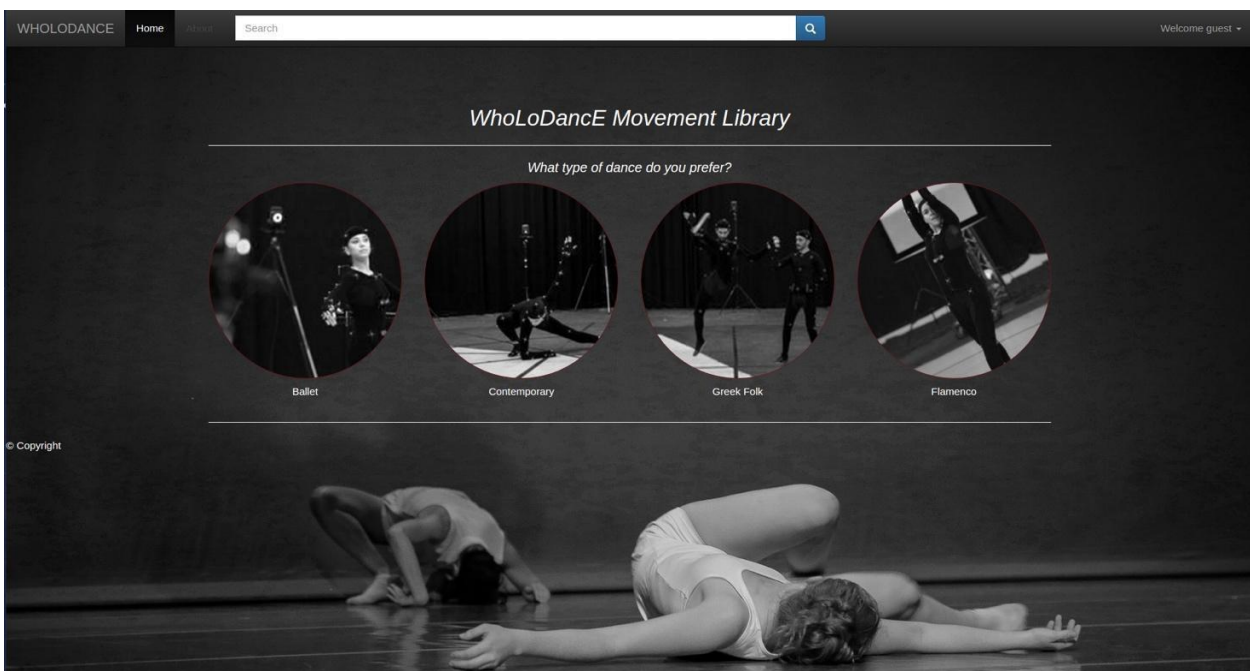 WHOLODANCE Home About Search Welcome guest
WhoLoDancE Movement Library
What type of dance do you prefer?
Ballet Contemporary Greek Folk Flamenco
© Copyright